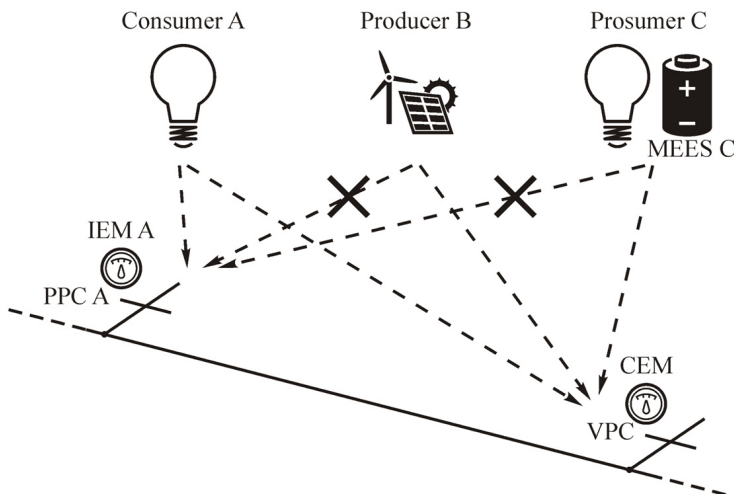 Consumer A
Producer B
Prosumer C
MEES C
IEM A
PPC A
CEM
VPC